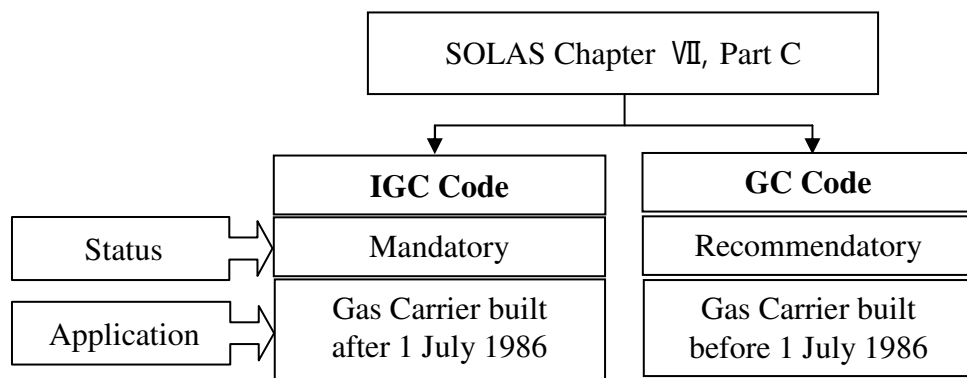 SOLAS Chapter Ⅶ, Part C
IGC Code
GC Code
Status
Mandatory
Recommendatory
Application
Gas Carrier built
after 1 July 1986
Gas Carrier built
before 1 July 1986